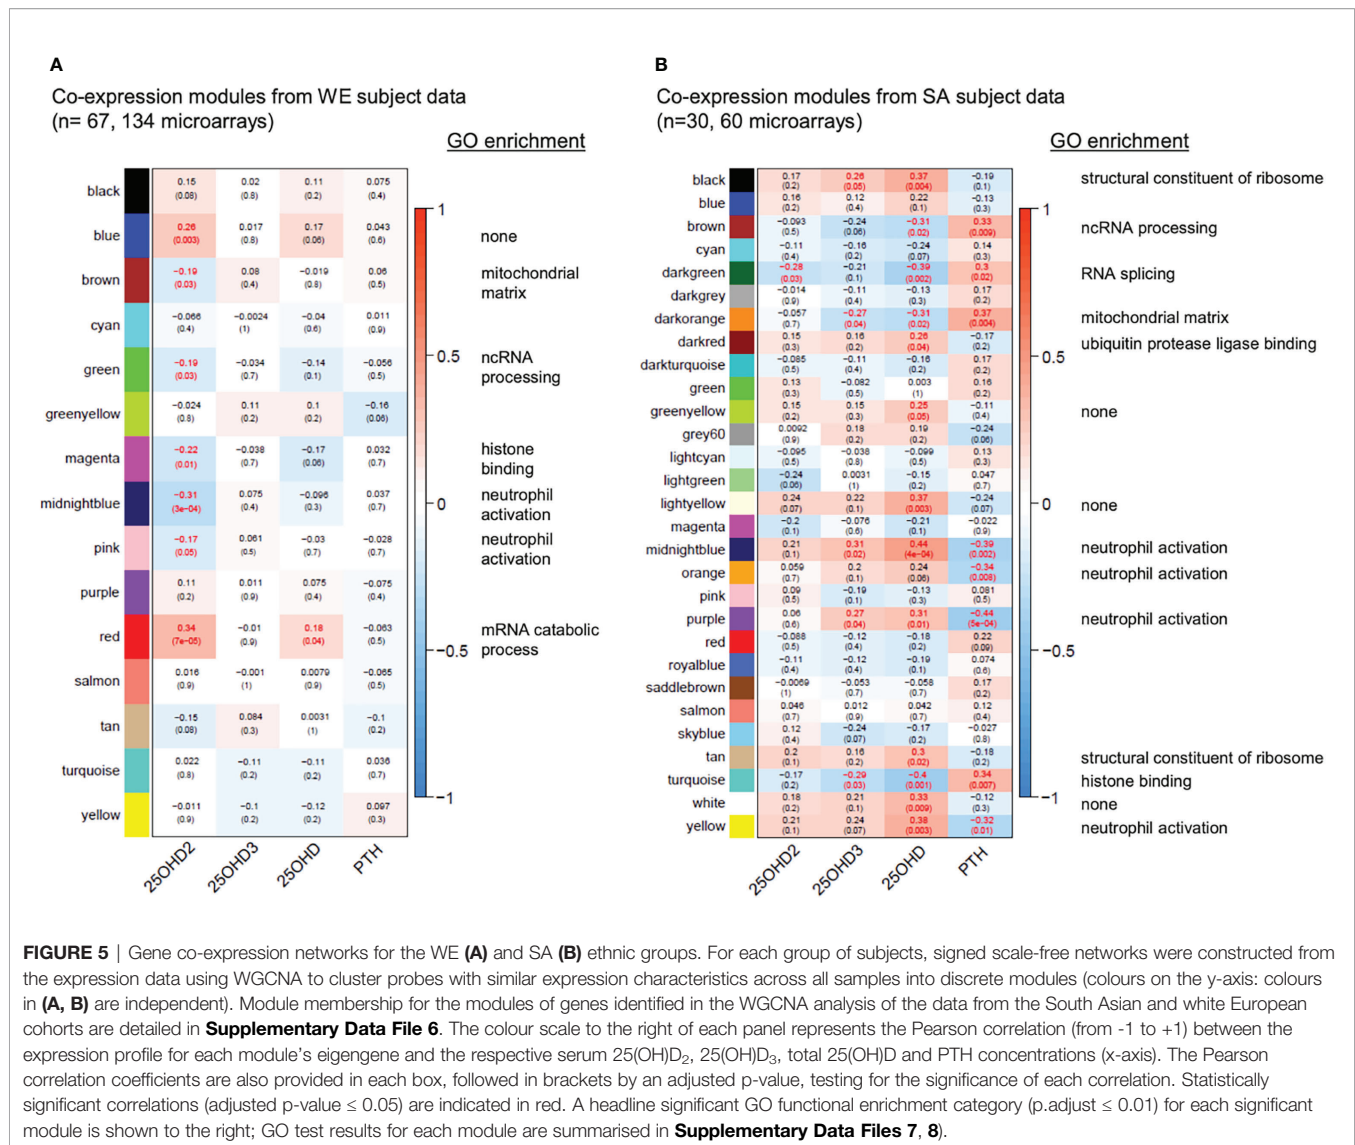 A
Co-expression modules from WE subject data
(n= 67, 134 microarrays)
GO enrichment
black 0.15 (0.08) 0.02 (0.8) 0.11 (0.2) 0.075 (0.4)
blue 0.26 (0.003) 0.017 (0.8) 0.17 (0.06) 0.043 (0.6) none
brown −0.19 (0.03) 0.08 (0.4) −0.019 (0.8) 0.06 (0.5) mitochondrial matrix
cyan −0.066 (0.4) −0.0024 (1) −0.04 (0.6) 0.011 (0.9)
green −0.19 (0.03) −0.034 (0.7) −0.14 (0.1) −0.056 (0.5) ncRNA processing
greenyellow −0.024 (0.8) 0.11 (0.2) 0.1 (0.2) −0.16 (0.06)
magenta −0.22 (0.01) −0.038 (0.7) −0.17 (0.06) 0.032 (0.7) histone binding
midnightblue −0.31 (3e−04) 0.075 (0.4) −0.096 (0.3) 0.037 (0.7) neutrophil activation
pink −0.17 (0.05) 0.061 (0.5) −0.03 (0.7) −0.028 (0.7) neutrophil activation
purple 0.11 (0.2) 0.011 (0.9) 0.075 (0.4) −0.075 (0.4)
red 0.34 (7e−05) −0.01 (0.9) 0.18 (0.04) −0.063 (0.5) mRNA catabolic process
salmon 0.016 (0.9) −0.001 (1) 0.0079 (0.9) −0.065 (0.5)
tan −0.15 (0.08) 0.084 (0.3) 0.0031 (1) −0.1 (0.2)
turquoise 0.022 (0.8) −0.11 (0.2) −0.11 (0.2) 0.036 (0.7)
yellow −0.011 (0.9) −0.1 (0.2) −0.12 (0.2) 0.097 (0.3)
25OHD2 25OHD3 25OHD PTH
1
0.5
0
−0.5
−1
B
Co-expression modules from SA subject data
(n=30, 60 microarrays)
GO enrichment
black 0.17 (0.2) 0.26 (0.05) 0.37 (0.004) −0.19 (0.1) structural constituent of ribosome
blue 0.16 (0.2) 0.12 (0.4) 0.22 (0.1) −0.13 (0.3)
brown −0.093 (0.5) −0.24 (0.06) −0.31 (0.02) 0.33 (0.009) ncRNA processing
cyan −0.11 (0.4) −0.16 (0.2) −0.24 (0.07) 0.14 (0.3)
darkgreen −0.28 (0.03) −0.21 (0.1) −0.39 (0.002) 0.3 (0.02) RNA splicing
darkgrey −0.014 (0.9) −0.11 (0.4) −0.13 (0.3) 0.17 (0.2)
darkorange −0.057 (0.7) −0.27 (0.04) −0.31 (0.02) 0.37 (0.004) mitochondrial matrix
darkred 0.15 (0.3) 0.16 (0.2) 0.26 (0.04) −0.17 (0.2) ubiquitin protease ligase binding
darkturquoise −0.085 (0.5) −0.11 (0.4) −0.16 (0.2) 0.17 (0.2)
green 0.13 (0.3) −0.082 (0.5) 0.003 (1) 0.16 (0.2)
greenyellow 0.15 (0.2) 0.15 (0.3) 0.25 (0.05) −0.11 (0.4) none
grey60 0.0092 (0.9) 0.18 (0.2) 0.19 (0.2) −0.24 (0.06)
lightcyan −0.095 (0.5) −0.038 (0.8) −0.099 (0.5) 0.13 (0.3)
lightgreen −0.24 (0.06) 0.0031 (1) −0.15 (0.2) 0.047 (0.7)
lightyellow 0.24 (0.07) 0.22 (0.1) 0.37 (0.003) −0.24 (0.07) none
magenta −0.2 (0.1) −0.076 (0.6) −0.21 (0.1) −0.022 (0.9)
midnightblue 0.21 (0.1) 0.31 (0.02) 0.44 (4e−04) −0.39 (0.002) neutrophil activation
orange 0.059 (0.7) 0.2 (0.1) 0.24 (0.06) −0.34 (0.008) neutrophil activation
pink 0.09 (0.5) −0.19 (0.1) −0.13 (0.3) 0.081 (0.5)
purple 0.06 (0.6) 0.27 (0.04) 0.31 (0.01) −0.44 (5e−04) neutrophil activation
red −0.088 (0.5) −0.12 (0.4) −0.18 (0.2) 0.22 (0.09)
royalblue −0.11 (0.4) −0.12 (0.4) −0.19 (0.1) 0.074 (0.6)
saddlebrown −0.0069 (1) −0.053 (0.7) −0.058 (0.7) 0.17 (0.2)
salmon 0.046 (0.7) 0.012 (0.9) 0.042 (0.7) 0.12 (0.4)
skyblue 0.12 (0.4) −0.24 (0.07) −0.17 (0.2) −0.027 (0.8)
tan 0.2 (0.1) 0.16 (0.2) 0.3 (0.02) −0.18 (0.2) structural constituent of ribosome
turquoise −0.17 (0.2) −0.29 (0.03) −0.4 (0.001) 0.34 (0.007) histone binding
white 0.18 (0.2) 0.21 (0.1) 0.33 (0.009) −0.12 (0.3) none
yellow 0.21 (0.1) 0.24 (0.07) 0.38 (0.003) −0.32 (0.01) neutrophil activation
25OHD2 25OHD3 25OHD PTH
1
0.5
0
−0.5
−1
FIGURE 5 | Gene co-expression networks for the WE (A) and SA (B) ethnic groups. For each group of subjects, signed scale-free networks were constructed from
the expression data using WGCNA to cluster probes with similar expression characteristics across all samples into discrete modules (colours on the y-axis: colours
in (A, B) are independent). Module membership for the modules of genes identified in the WGCNA analysis of the data from the South Asian and white European
cohorts are detailed in Supplementary Data File 6. The colour scale to the right of each panel represents the Pearson correlation (from -1 to +1) between the
expression profile for each module's eigengene and the respective serum 25(OH)D₂, 25(OH)D₃, total 25(OH)D and PTH concentrations (x-axis). The Pearson
correlation coefficients are also provided in each box, followed in brackets by an adjusted p-value, testing for the significance of each correlation. Statistically
significant correlations (adjusted p-value ≤ 0.05) are indicated in red. A headline significant GO functional enrichment category (p.adjust ≤ 0.01) for each significant
module is shown to the right; GO test results for each module are summarised in Supplementary Data Files 7, 8).